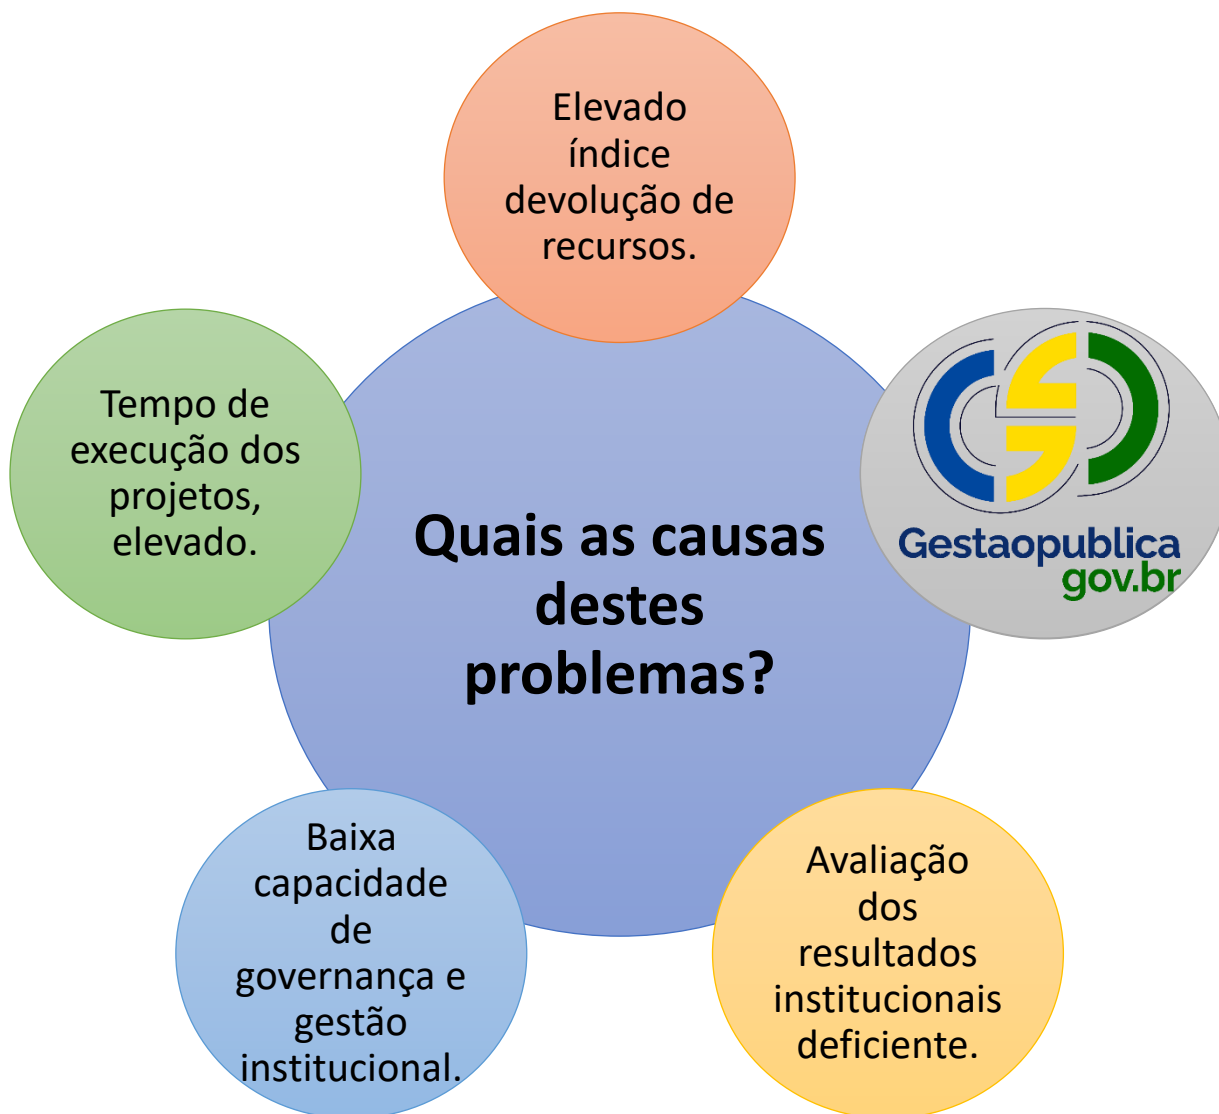 Elevado
índice
devolução de
recursos.
Tempo de
execução dos
projetos,
elevado.
Gestaopublica
gov.br
Quais as causas
destes
problemas?
Baixa
capacidade
de
governança e
gestão
institucional.
Avaliação
dos
resultados
institucionais
deficiente.